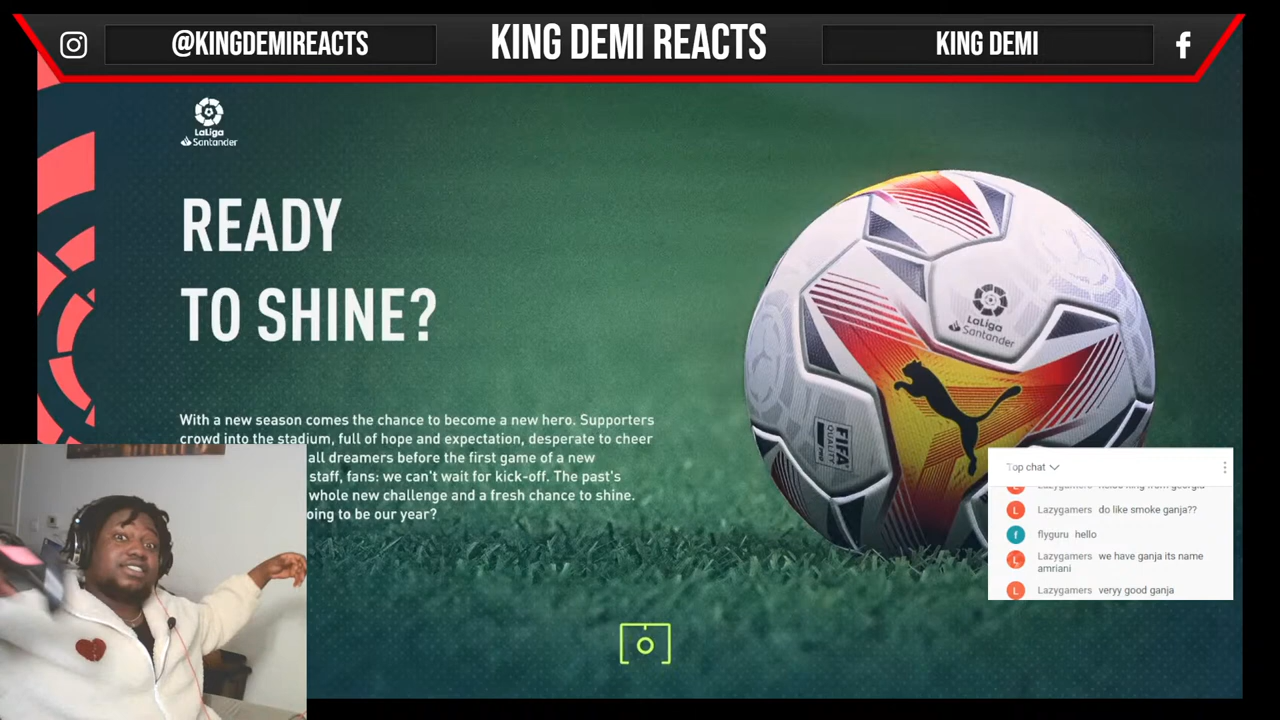 @KINGDEMIREACTS
KING DEMI REACTS
KING DEMI
LaLiga
Santander
READY
TO SHINE?
With a new season comes the chance to become a new hero. Supporters
crowd into the stadium, full of hope and expectation, desperate to cheer
all dreamers before the first game of a new
staff, fans: we can't wait for kick-off. The past's
whole new challenge and a fresh chance to shine.
oing to be our year?
LaLiga
Santander
FIFA
QUALITY
PRO
Top chat
Lazygamers
Lazygamers do like smoke ganja??
flyguru hello
Lazygamers we have ganja its name
amriani
Lazygamers veryy good ganja